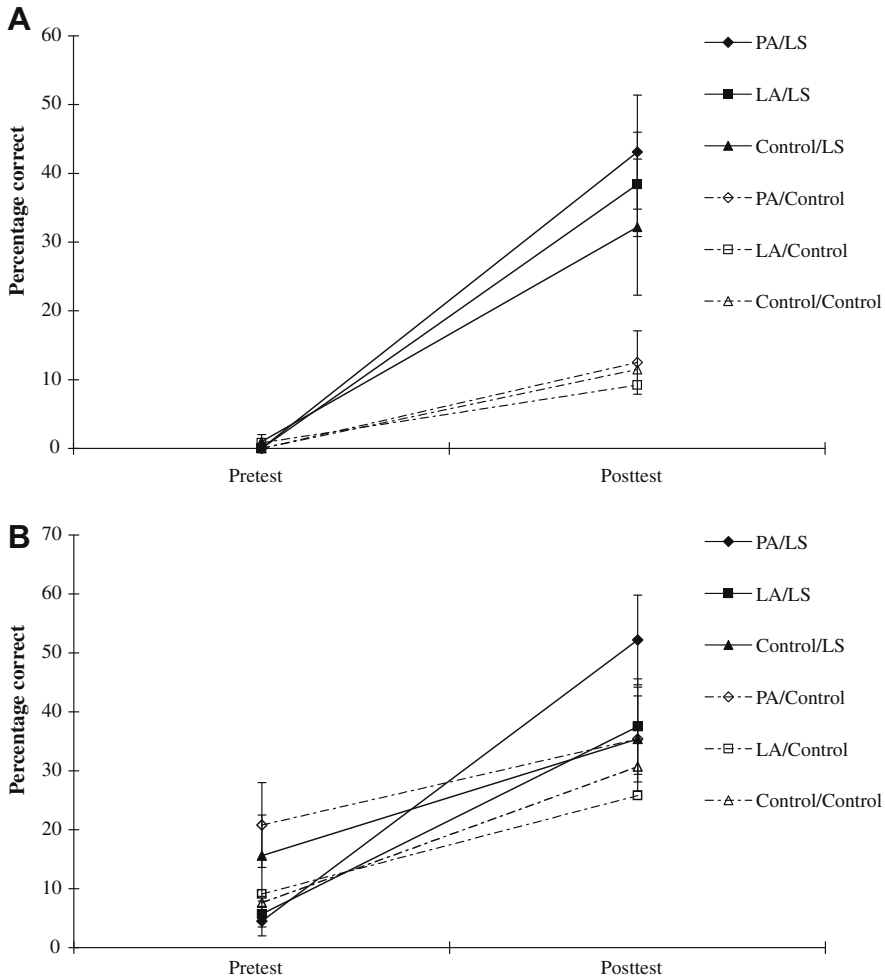 A
Percentage correct
60
50
40
30
20
10
0
Pretest
Posttest
PA/LS
LA/LS
Control/LS
PA/Control
LA/Control
Control/Control
B
Percentage correct
70
60
50
40
30
20
10
0
Pretest
Posttest
PA/LS
LA/LS
Control/LS
PA/Control
LA/Control
Control/Control